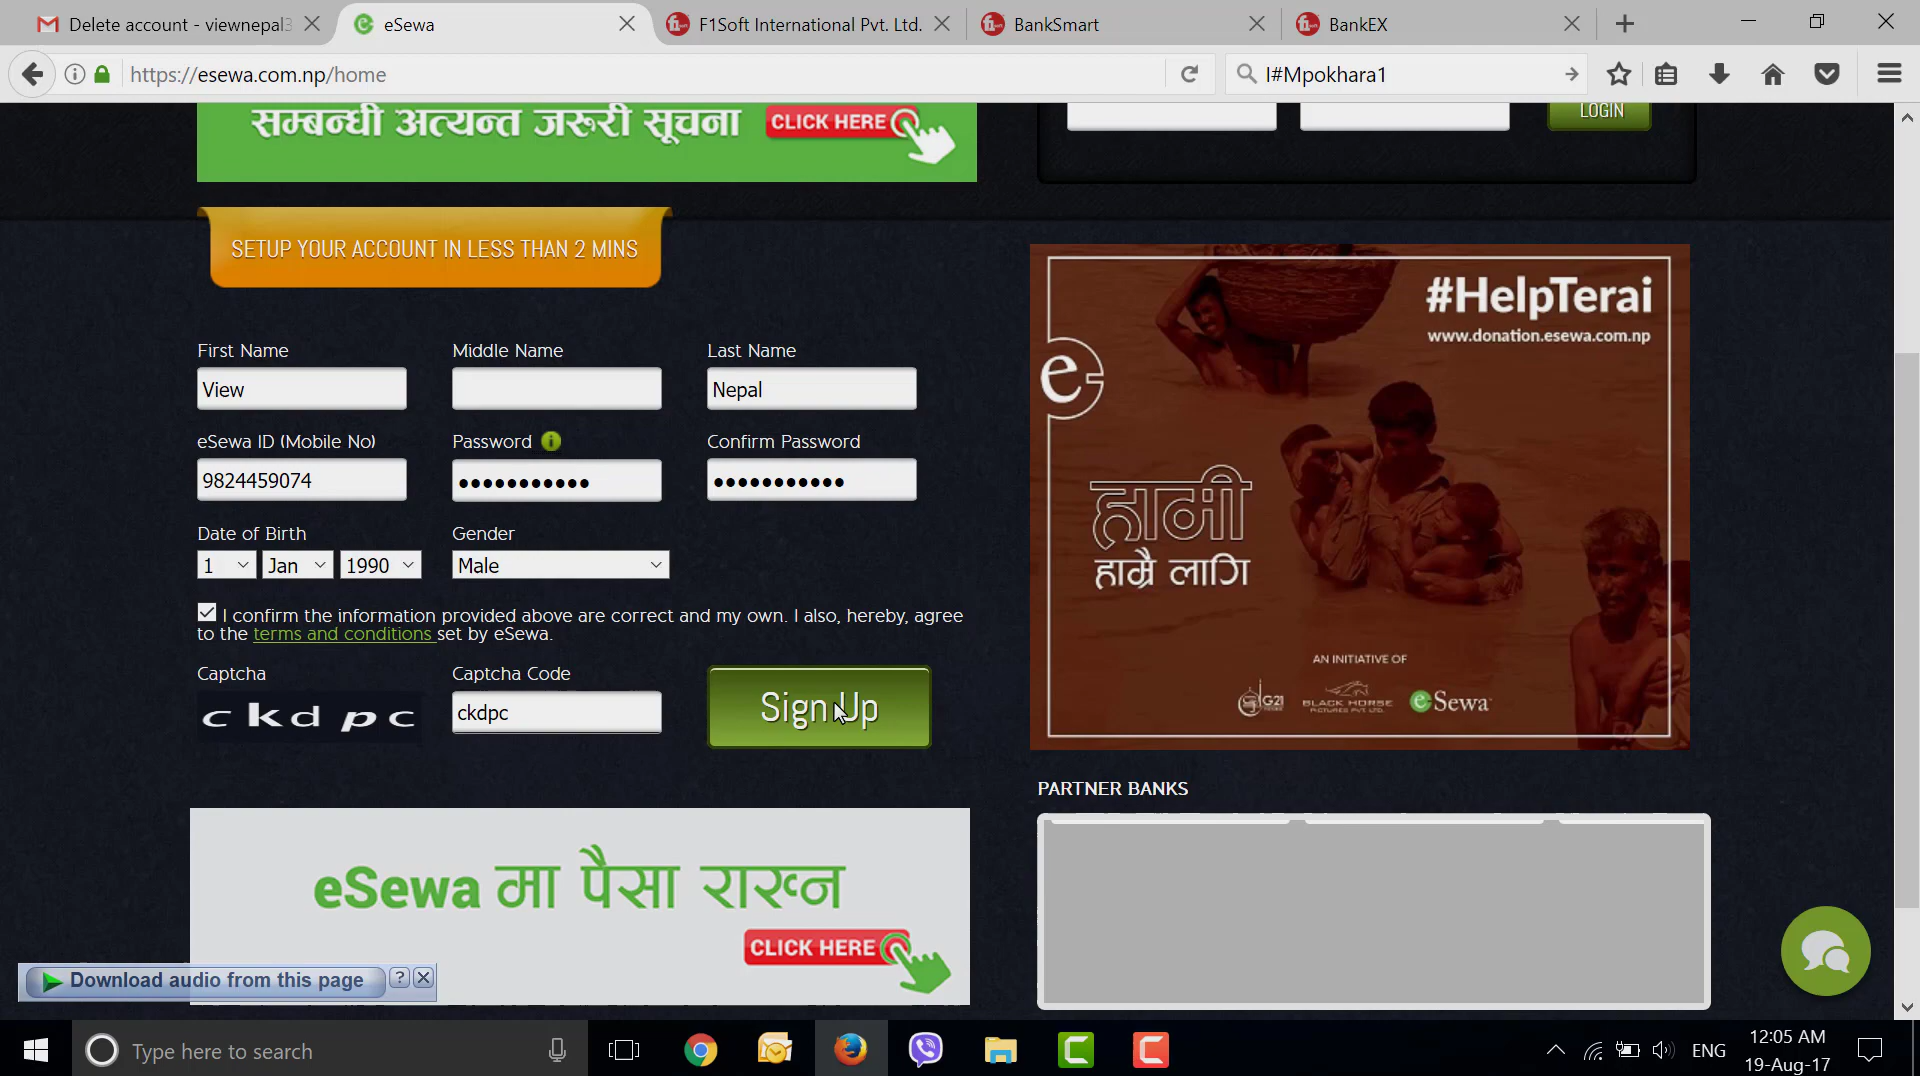 Delete account - viewnepal3
eSewa
F1Soft International Pvt. Ltd.
BankSmart
BankEX
https://esewa.com.np/home
I#Mpokhara1
सम्बन्धी अत्यन्त जरूरी सूचना
CLICK HERE
LOGIN
SETUP YOUR ACCOUNT IN LESS THAN 2 MINS
First Name
Middle Name
Last Name
View
Nepal
eSewa ID (Mobile No)
Password
Confirm Password
9824459074
Date of Birth
Gender
1
Jan
1990
Male
I confirm the information provided above are correct and my own. I also, hereby, agree
to the terms and conditions set by eSewa.
Captcha
Captcha Code
c k d p c
ckdpc
Sign Up
#HelpTerai
www.donation.esewa.com.np
e
हामी
हाम्रै लागि
AN INITIATIVE OF
G21
BLACK HORSE
PICTURES PVT. LTD.
eSewa
PARTNER BANKS
eSewa मा पैसा राख्न
CLICK HERE
Download audio from this page
?
Type here to search
ENG
12:05 AM
19-Aug-17